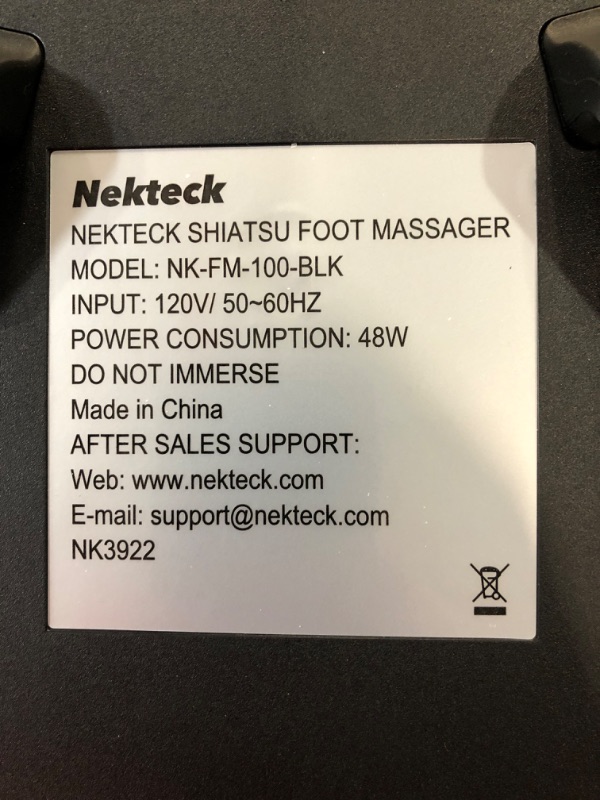 Nekteck
NEKTECK SHIATSU FOOT MASSAGER
MODEL: NK-FM-100-BLK
INPUT: 120V/ 50~60HZ
POWER CONSUMPTION: 48W
DO NOT IMMERSE
Made in China
AFTER SALES SUPPORT:
Web: www.nekteck.com
E-mail: support@nekteck.com
NK3922